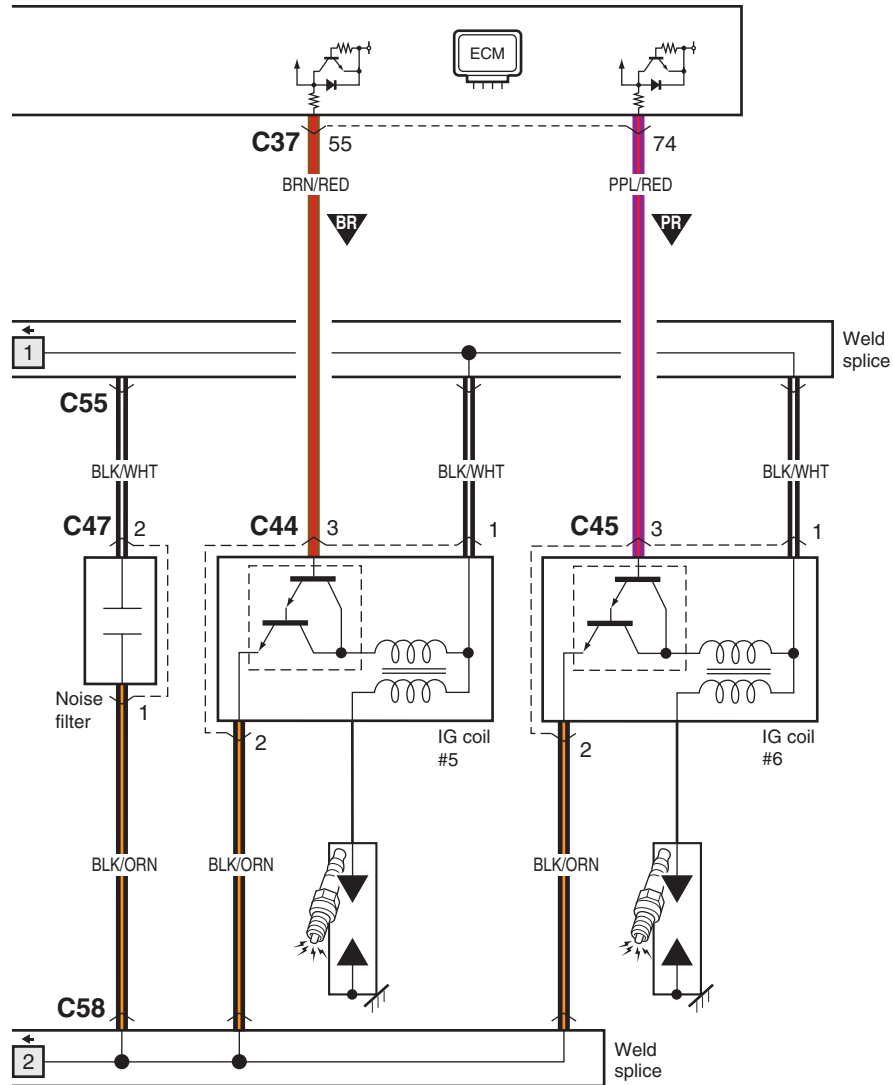 ECM
C37 55 74
BRN/RED PPL/RED
BR PR
1
Weld
splice
C55
BLK/WHT BLK/WHT BLK/WHT
C47 2 C44 3 1 C45 3 1
Noise
filter
1
2 2
IG coil
#5
IG coil
#6
BLK/ORN BLK/ORN BLK/ORN
C58
2
Weld
splice